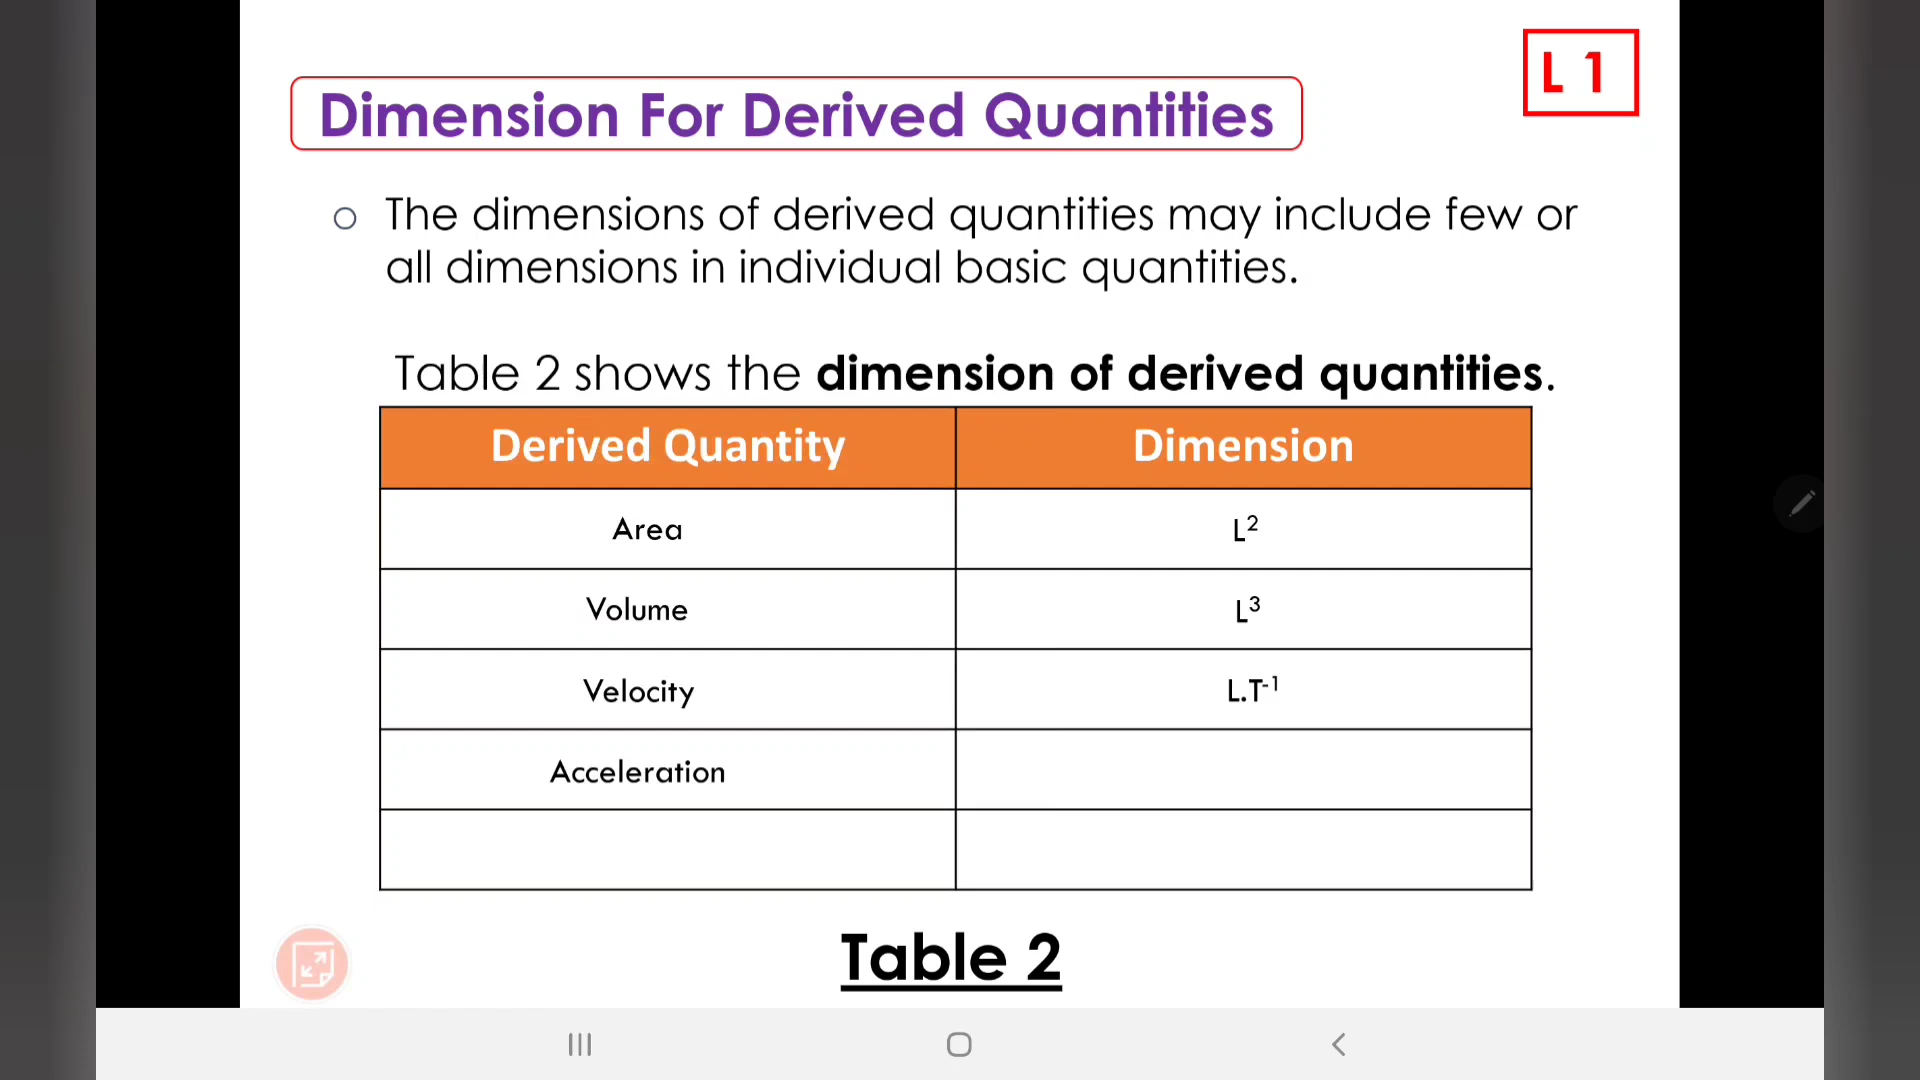 L 1
Dimension For Derived Quantities
The dimensions of derived quantities may include few or
all dimensions in individual basic quantities.
Table 2 shows the dimension of derived quantities.
Derived Quantity Dimension
Area L²
Volume L³
Velocity L.T⁻¹
Acceleration
Table 2